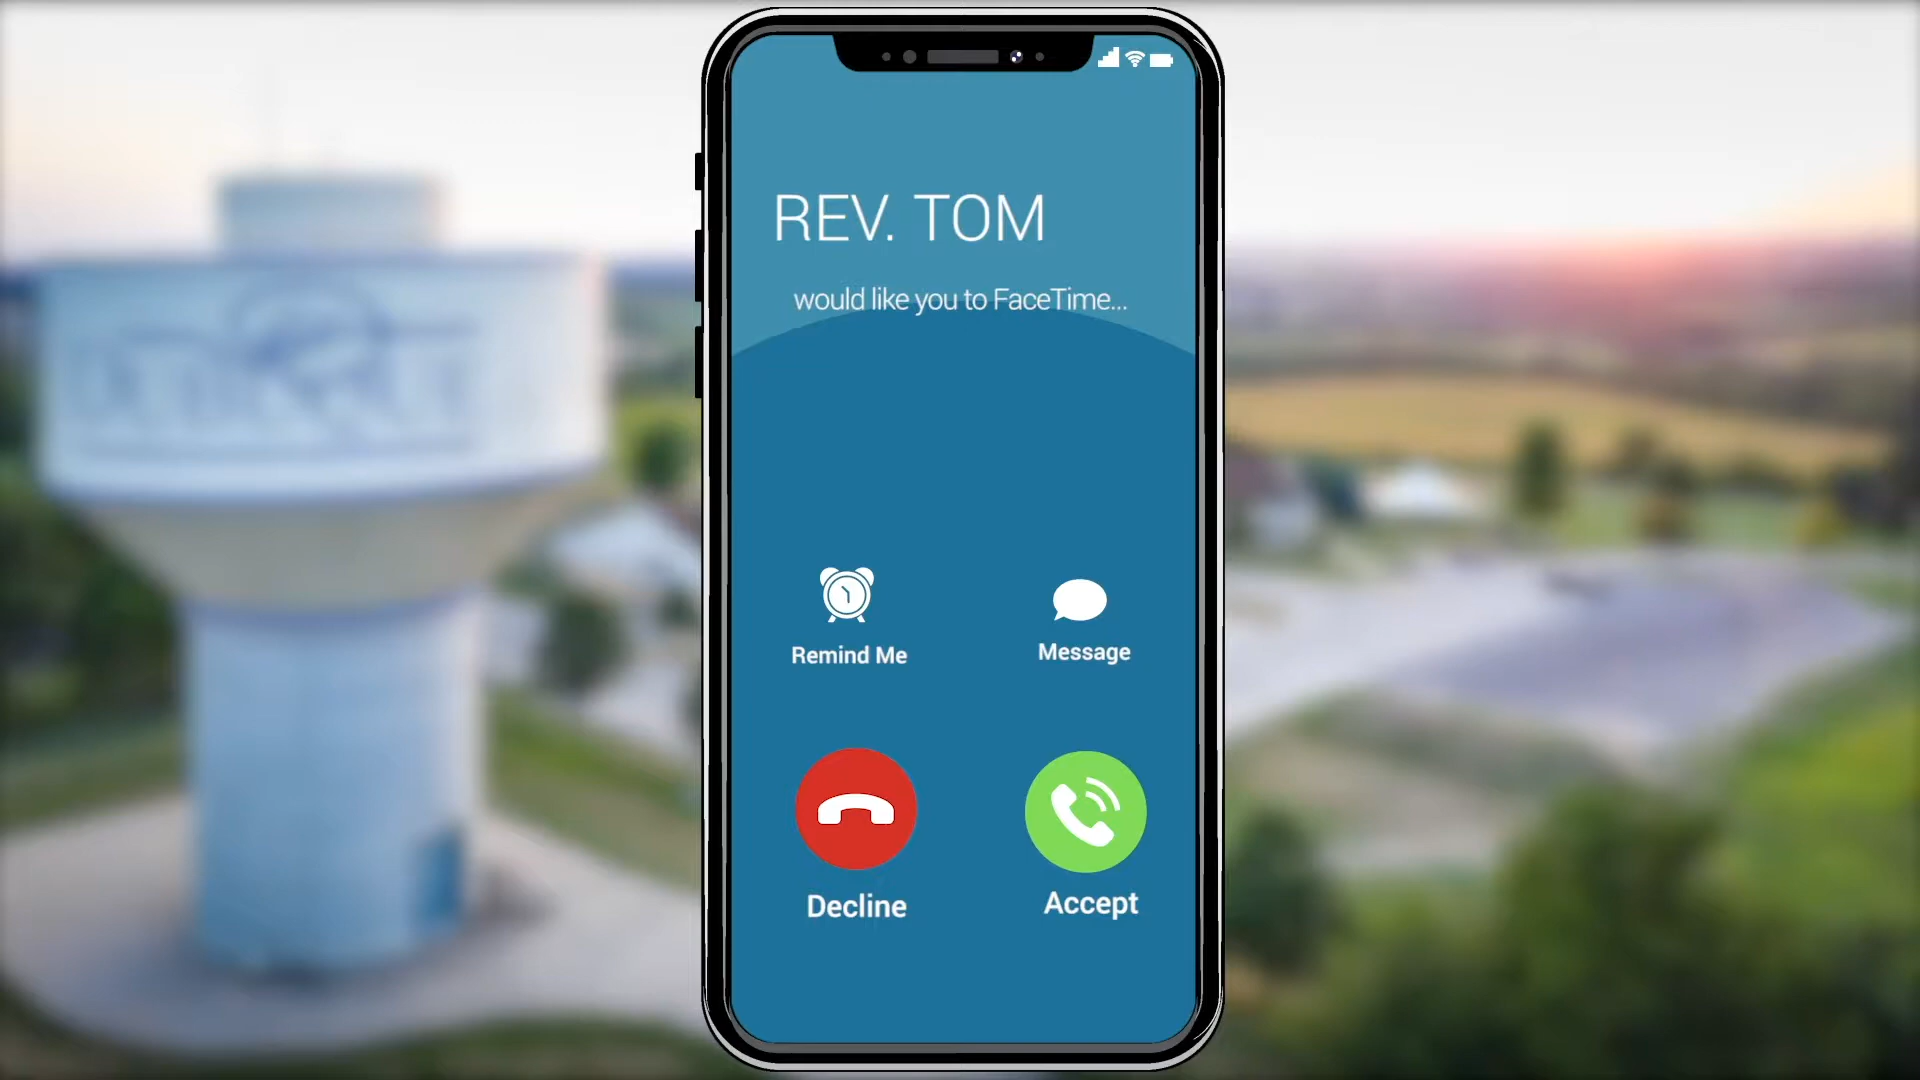 REV. TOM
would like you to FaceTime...
Remind Me
Message
Decline
Accept